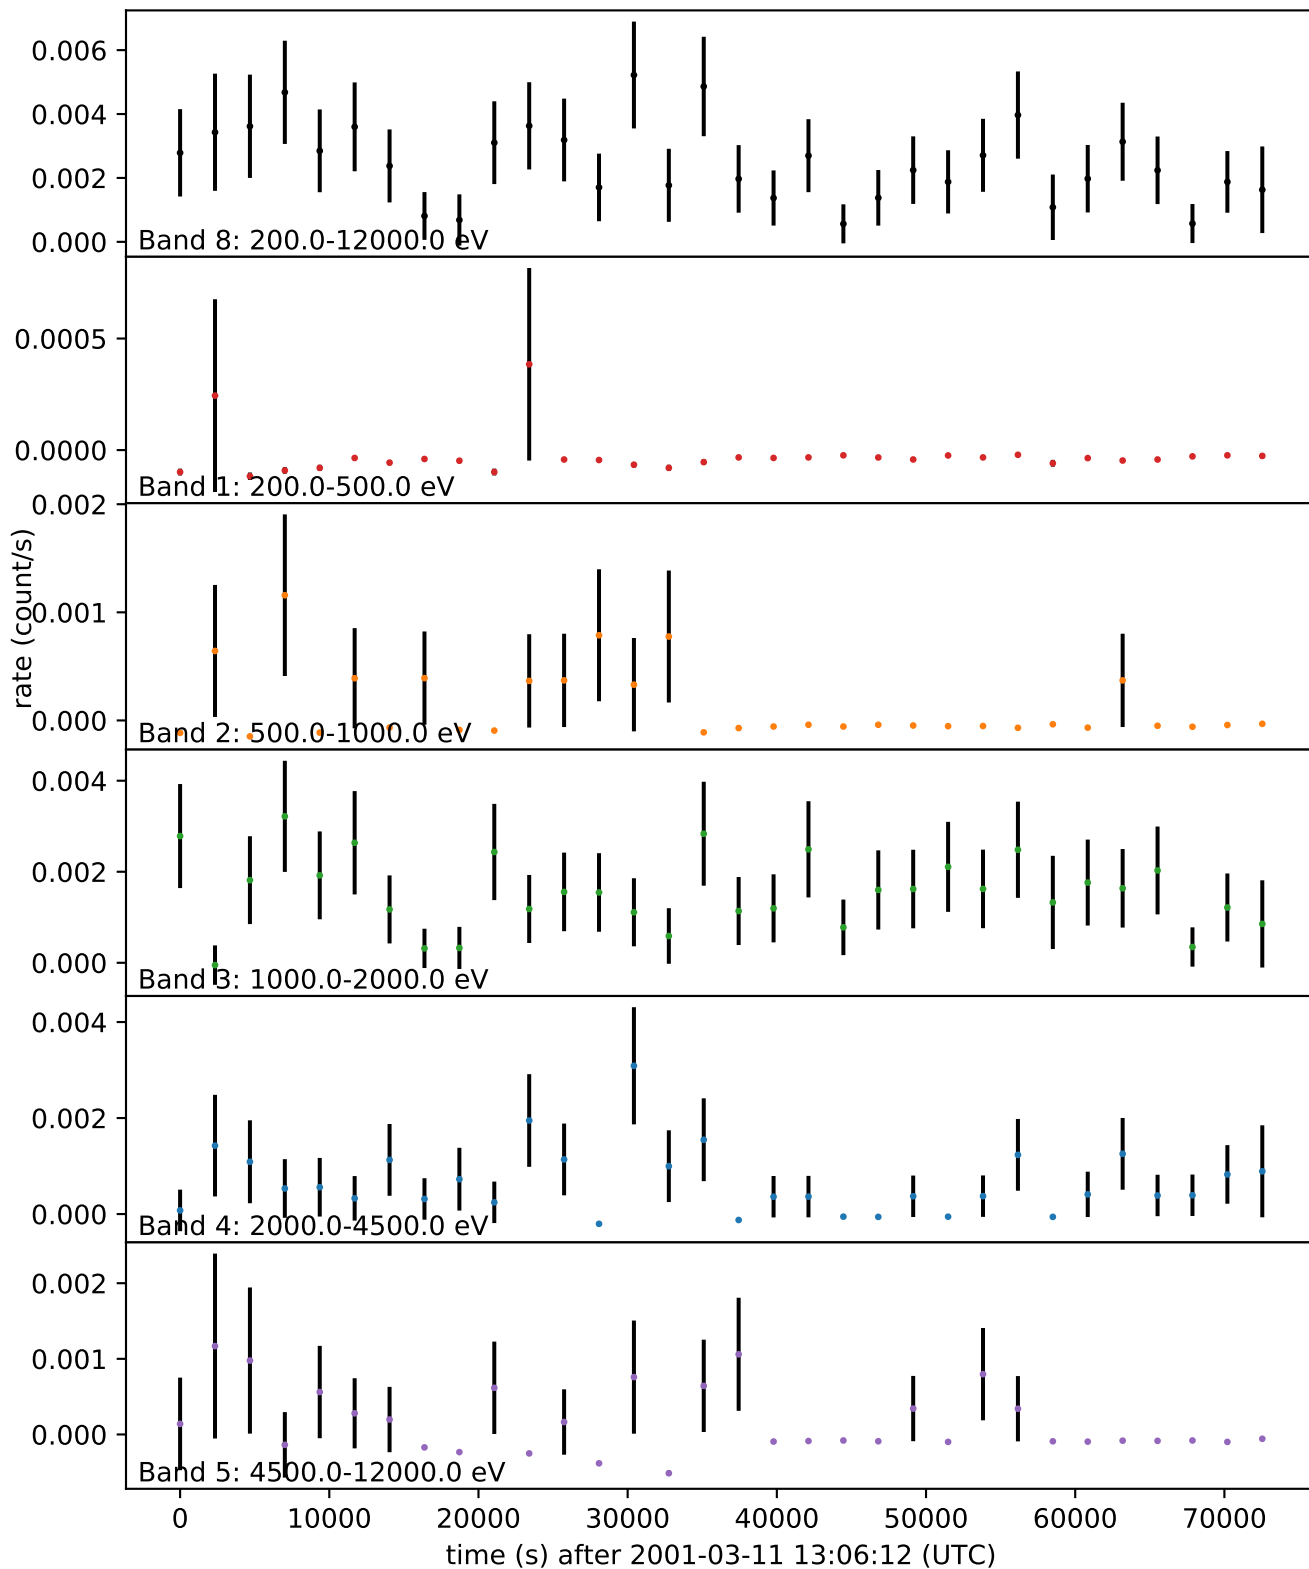 0.006
0.004
0.002
0.000
Band 8: 200.0-12000.0 eV
0.0005
0.0000
Band 1: 200.0-500.0 eV
0.002
0.001
0.000
Band 2: 500.0-1000.0 eV
rate (count/s)
0.004
0.002
0.000
Band 3: 1000.0-2000.0 eV
0.004
0.002
0.000
Band 4: 2000.0-4500.0 eV
0.002
0.001
0.000
Band 5: 4500.0-12000.0 eV
0 10000 20000 30000 40000 50000 60000 70000
time (s) after 2001-03-11 13:06:12 (UTC)